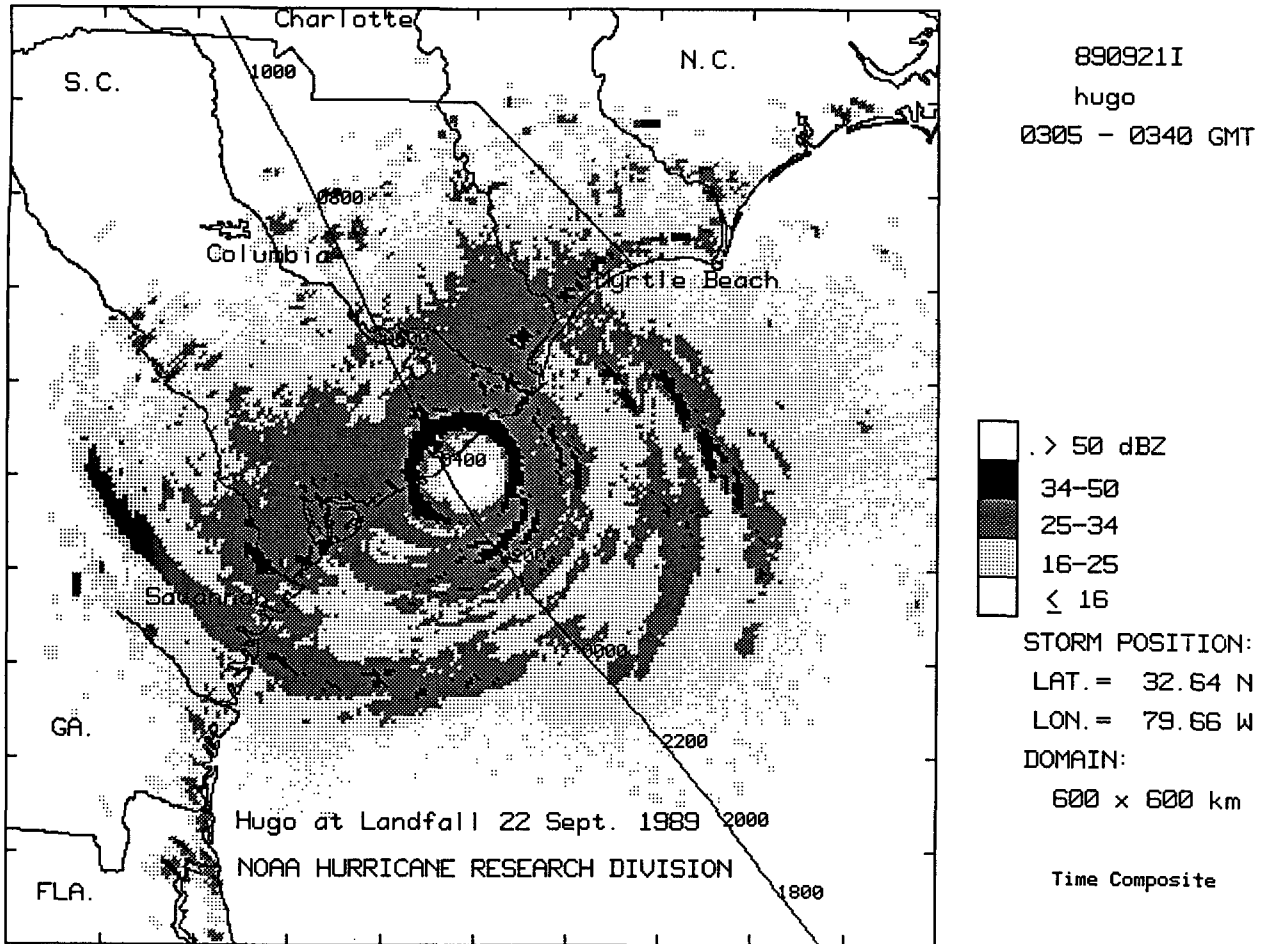 Charlotte
S.C.
N.C.
1000
0800
Columbia
Myrtle Beach
0400
Savannah
0000
2200
GA.
Hugo at Landfall 22 Sept. 1989
2000
NOAA HURRICANE RESEARCH DIVISION
FLA.
1800
890921I
hugo
0305 - 0340 GMT
> 50 dBZ
34-50
25-34
16-25
≤ 16
STORM POSITION:
LAT.= 32.64 N
LON.= 79.66 W
DOMAIN:
600 x 600 km
Time Composite